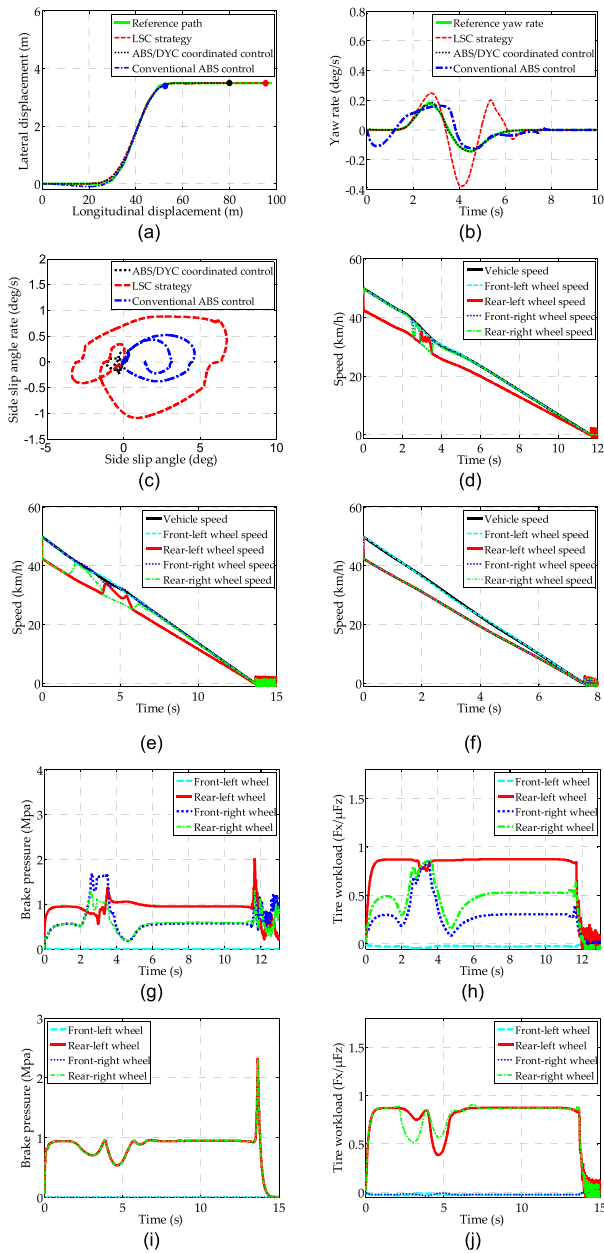 Lateral displacement (m)
6
4
2
0
0
20
40
60
80
100
Longitudinal displacement (m)
Reference path
LSC strategy
ABS/DYC coordinated control
Conventional ABS control
(a)
Yaw rate (deg/s)
0.8
0.4
0
-0.4
0
2
4
6
8
10
Time (s)
Reference yaw rate
LSC strategy
ABS/DYC coordinated control
Conventional ABS control
(b)
Side slip angle rate (deg/s)
2
1.5
1
0.5
0
-0.5
-1
-1.5
-5
0
5
10
Side slip angle (deg)
ABS/DYC coordinated control
LSC strategy
Conventional ABS control
(c)
Speed (km/h)
60
40
20
0
0
2
4
6
8
10
12
Time (s)
Vehicle speed
Front-left wheel speed
Rear-left wheel speed
Front-right wheel speed
Rear-right wheel speed
(d)
Speed (km/h)
60
40
20
0
0
5
10
15
Time (s)
Vehicle speed
Front-left wheel speed
Rear-left wheel speed
Front-right wheel speed
Rear-right wheel speed
(e)
Speed (km/h)
60
40
20
0
0
2
4
6
8
Time (s)
Vehicle speed
Front-left wheel speed
Rear-left wheel speed
Front-right wheel speed
Rear-right wheel speed
(f)
Brake pressure (Mpa)
4
3
2
1
0
0
2
4
6
8
10
12
Time (s)
Front-left wheel
Rear-left wheel
Front-right wheel
Rear-right wheel
(g)
Tire workload (Fx/μFz)
1.5
1
0.5
0
0
2
4
6
8
10
12
Time (s)
Front-left wheel
Rear-left wheel
Front-right wheel
Rear-right wheel
(h)
Brake pressure (Mpa)
3
2
1
0
0
5
10
15
Time (s)
Front-left wheel
Rear-left wheel
Front-right wheel
Rear-right wheel
(i)
Tire workload (Fx/μFz)
1.5
1
0.5
0
0
5
10
15
Time (s)
Front-left wheel
Rear-left wheel
Front-right wheel
Rear-right wheel
(j)